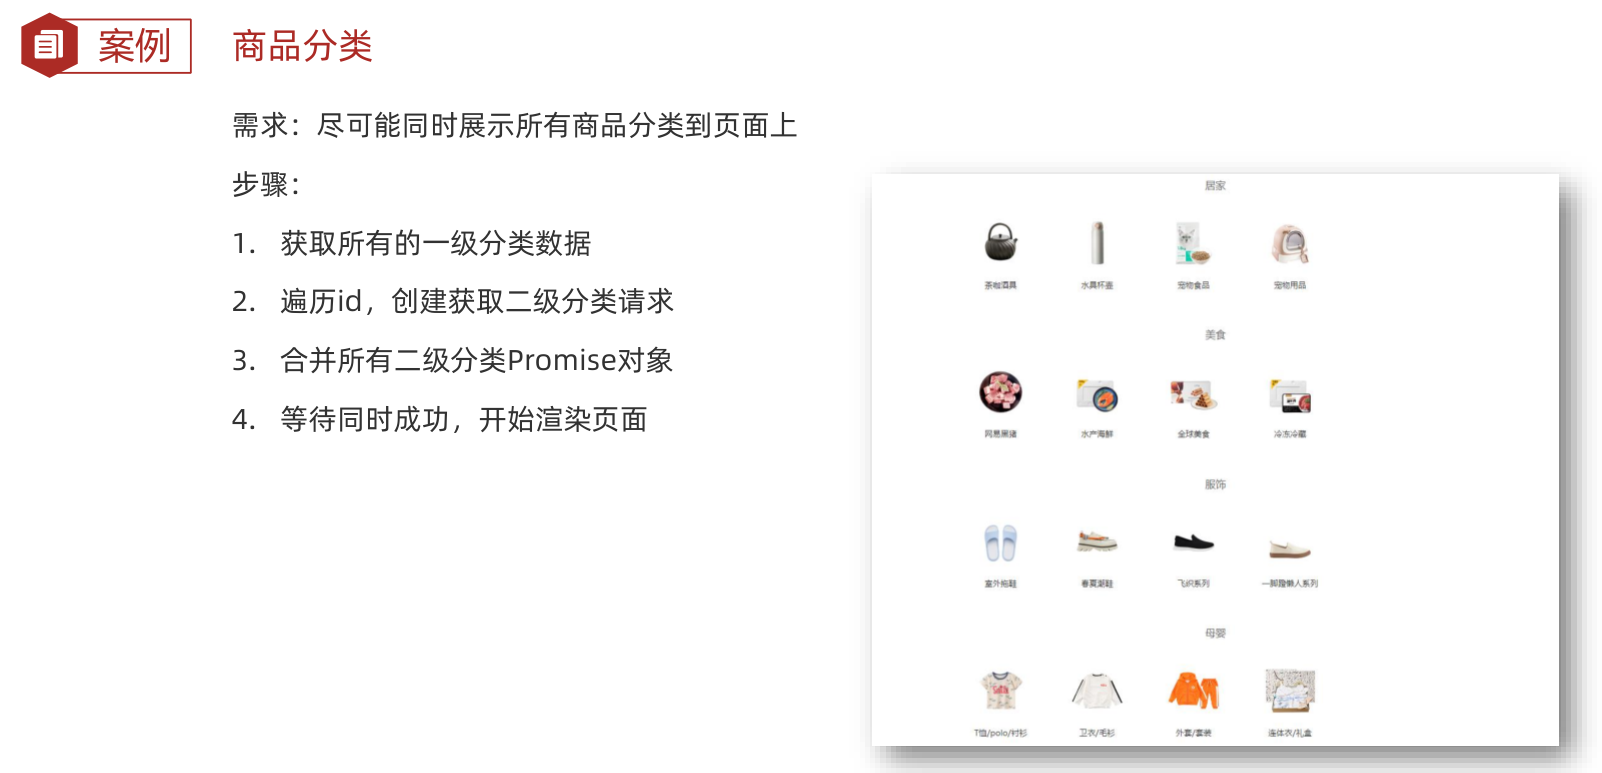 案例 商品分类
需求：尽可能同时展示所有商品分类到页面上
步骤：
1. 获取所有的一级分类数据
2. 遍历id，创建获取二级分类请求
3. 合并所有二级分类Promise对象
4. 等待同时成功，开始渲染页面
居家
茶咖酒具 水具杯壶 宠物食品 宠物用品
美食
网易黑猪 水产海鲜 全球美食 冷冻冷藏
服饰
室外拖鞋 春夏潮鞋 飞织系列 一脚蹬懒人系列
母婴
T恤/polo/衬衫 卫衣/毛衫 外套/套装 连体衣/礼盒